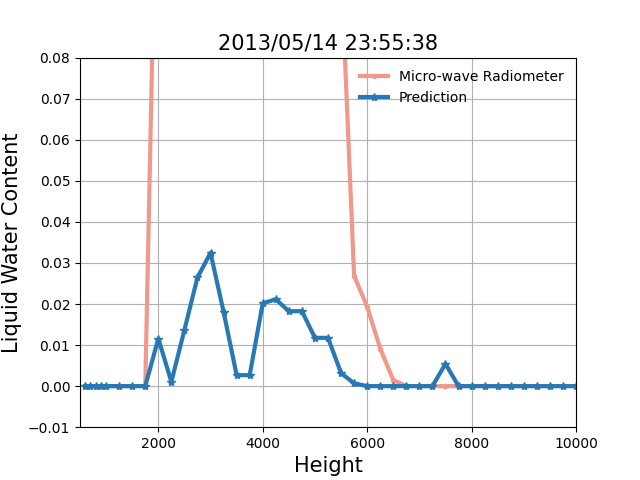 2013/05/14 23:55:38
0.08
0.07
0.06
0.05
0.04
0.03
0.02
0.01
0.00
−0.01
Liquid Water Content
Micro-wave Radiometer
Prediction
2000 4000 6000 8000 10000
Height